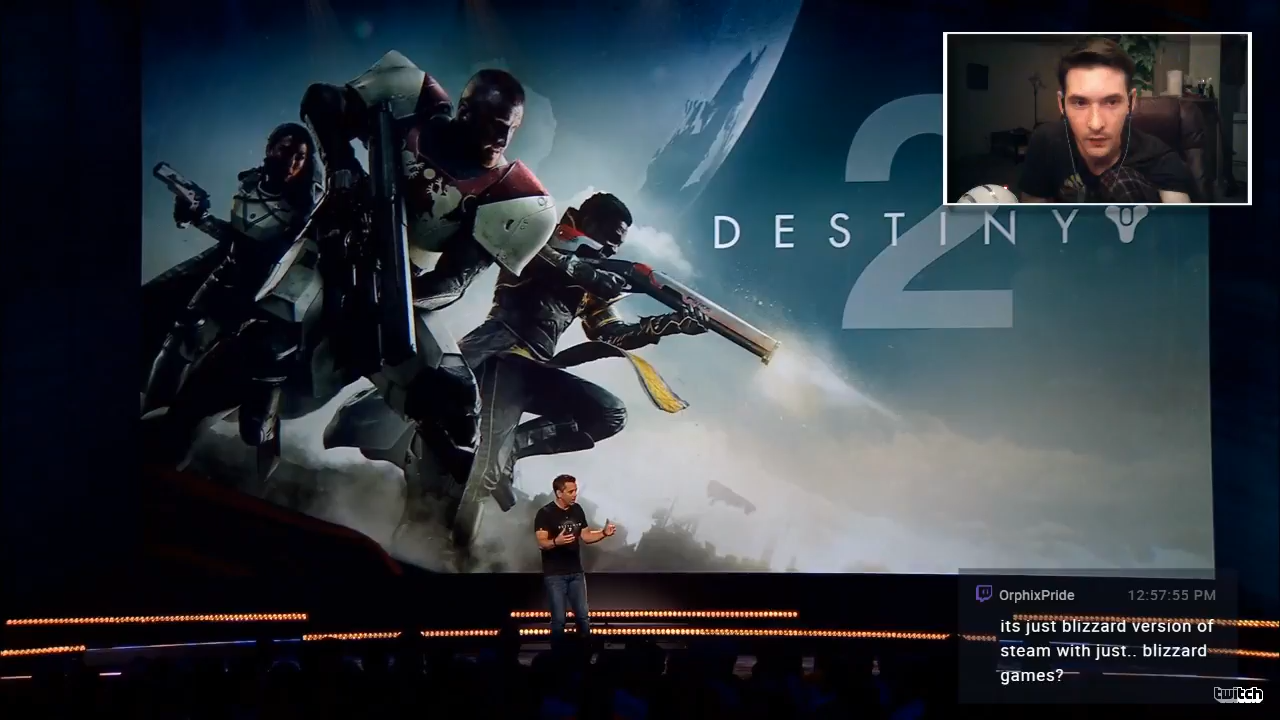 2
DESTINY
OrphixPride
12:57:55 PM
its just blizzard version of
steam with just.. blizzard
games?
twitch